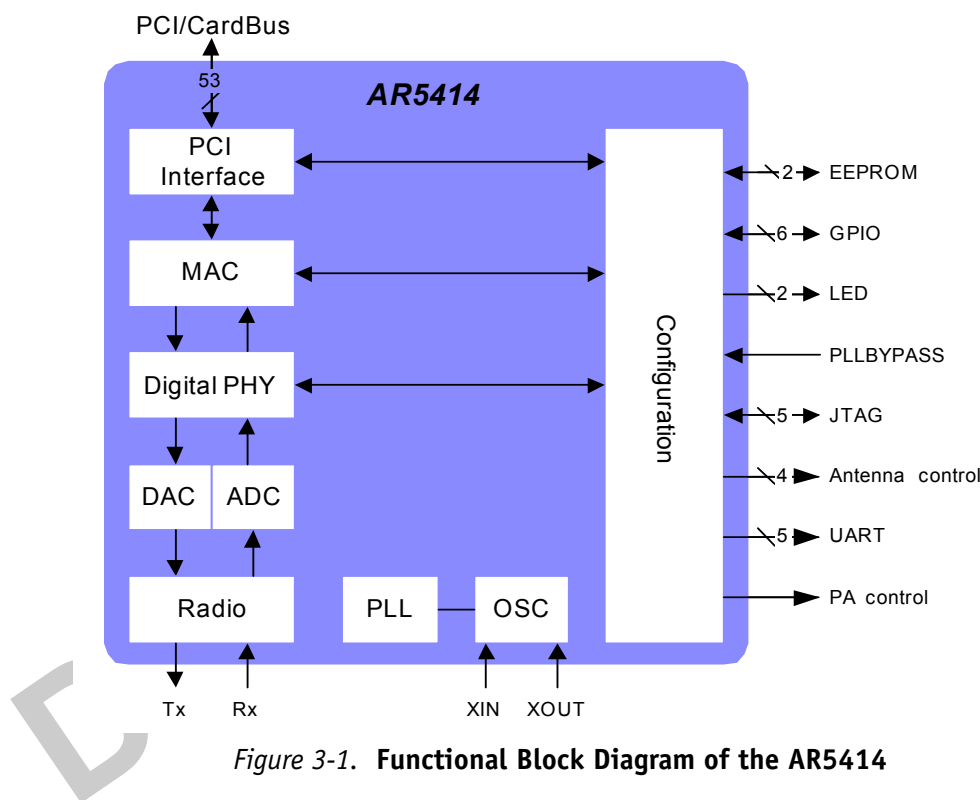 PCI/CardBus
53
AR5414
PCI
Interface
MAC
Digital PHY
DAC
ADC
Radio
PLL
OSC
Configuration
2
EEPROM
6
GPIO
2
LED
PLLBYPASS
5
JTAG
4
Antenna control
5
UART
PA control
Tx
Rx
XIN
XOUT
Figure 3-1. Functional Block Diagram of the AR5414